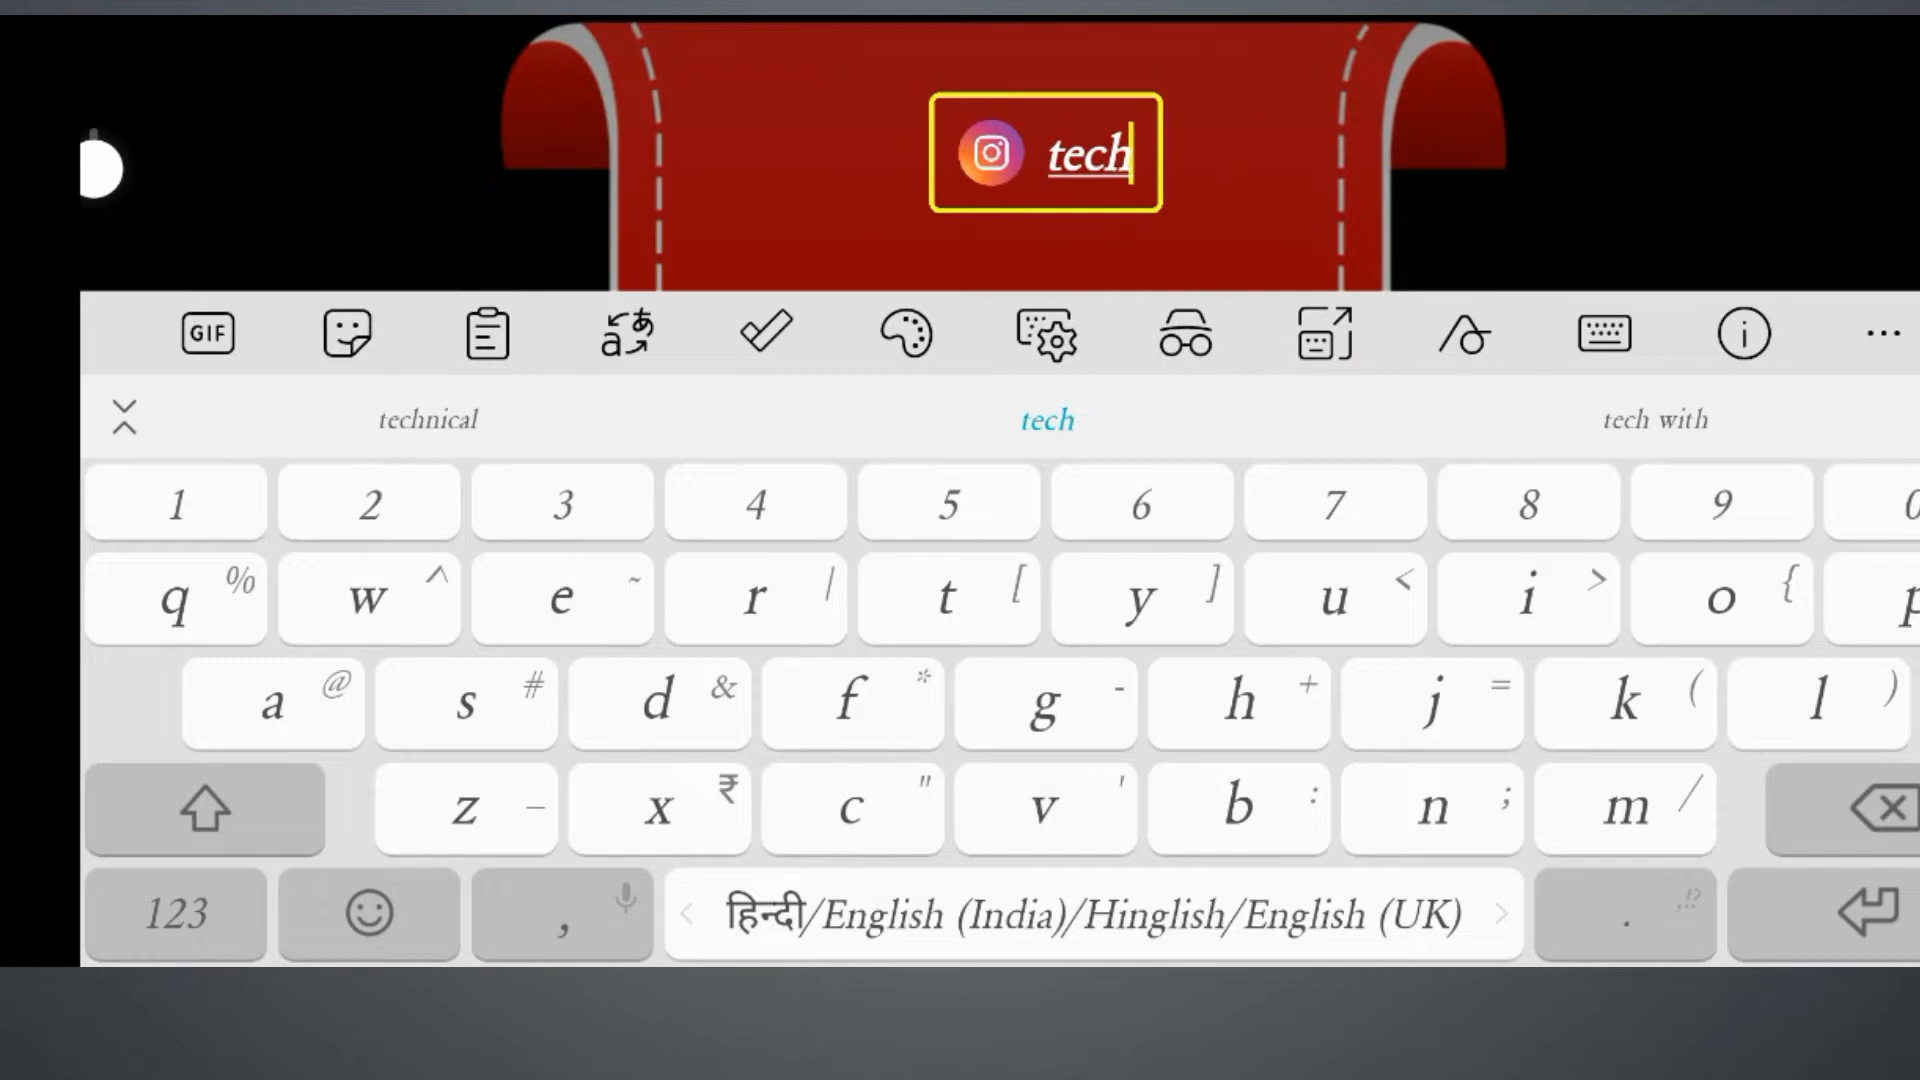 tech
GIF
technical tech tech with
1 2 3 4 5 6 7 8 9 0
q % w ^ e ~ r | t [ y ] u < i > o { p
a @ s # d & f * g - h + j = k ( l )
z _ x ₹ c " v ' b : n ; m /
123 , < हिन्दी/English (India)/Hinglish/English (UK) > . ,!?